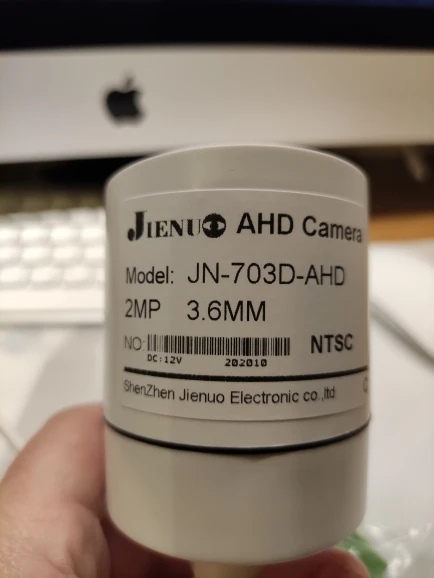 JIENUO AHD Camera
Model: JN-703D-AHD
2MP 3.6MM
NO NTSC
DC:12V 202010
ShenZhen Jienuo Electronic co.,ltd